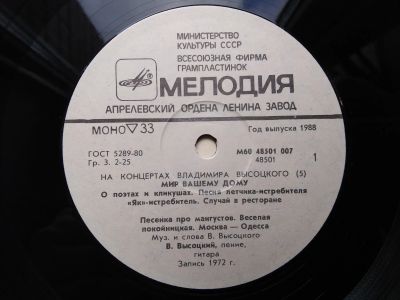 МИНИСТЕРСТВО
КУЛЬТУРЫ СССР
ВСЕСОЮЗНАЯ ФИРМА
ГРАМПЛАСТИНОК
МЕЛОДИЯ
АПРЕЛЕВСКИЙ ОРДЕНА ЛЕНИНА ЗАВОД
МОНО 33
Год выпуска 1988
ГОСТ 5289-80
М60 48501 007
Гр. 3. 2-25
48501
1
НА КОНЦЕРТАХ ВЛАДИМИРА ВЫСОЦКОГО (5)
МИР ВАШЕМУ ДОМУ
О поэтах и кликушах. Песня летчика-истребителя
«Як»-истребитель. Случай в ресторане
Песенка про мангустов. Веселая
покойницкая. Москва — Одесса
Муз. и слова В. Высоцкого
В. Высоцкий, пение,
гитара
Запись 1972 г.